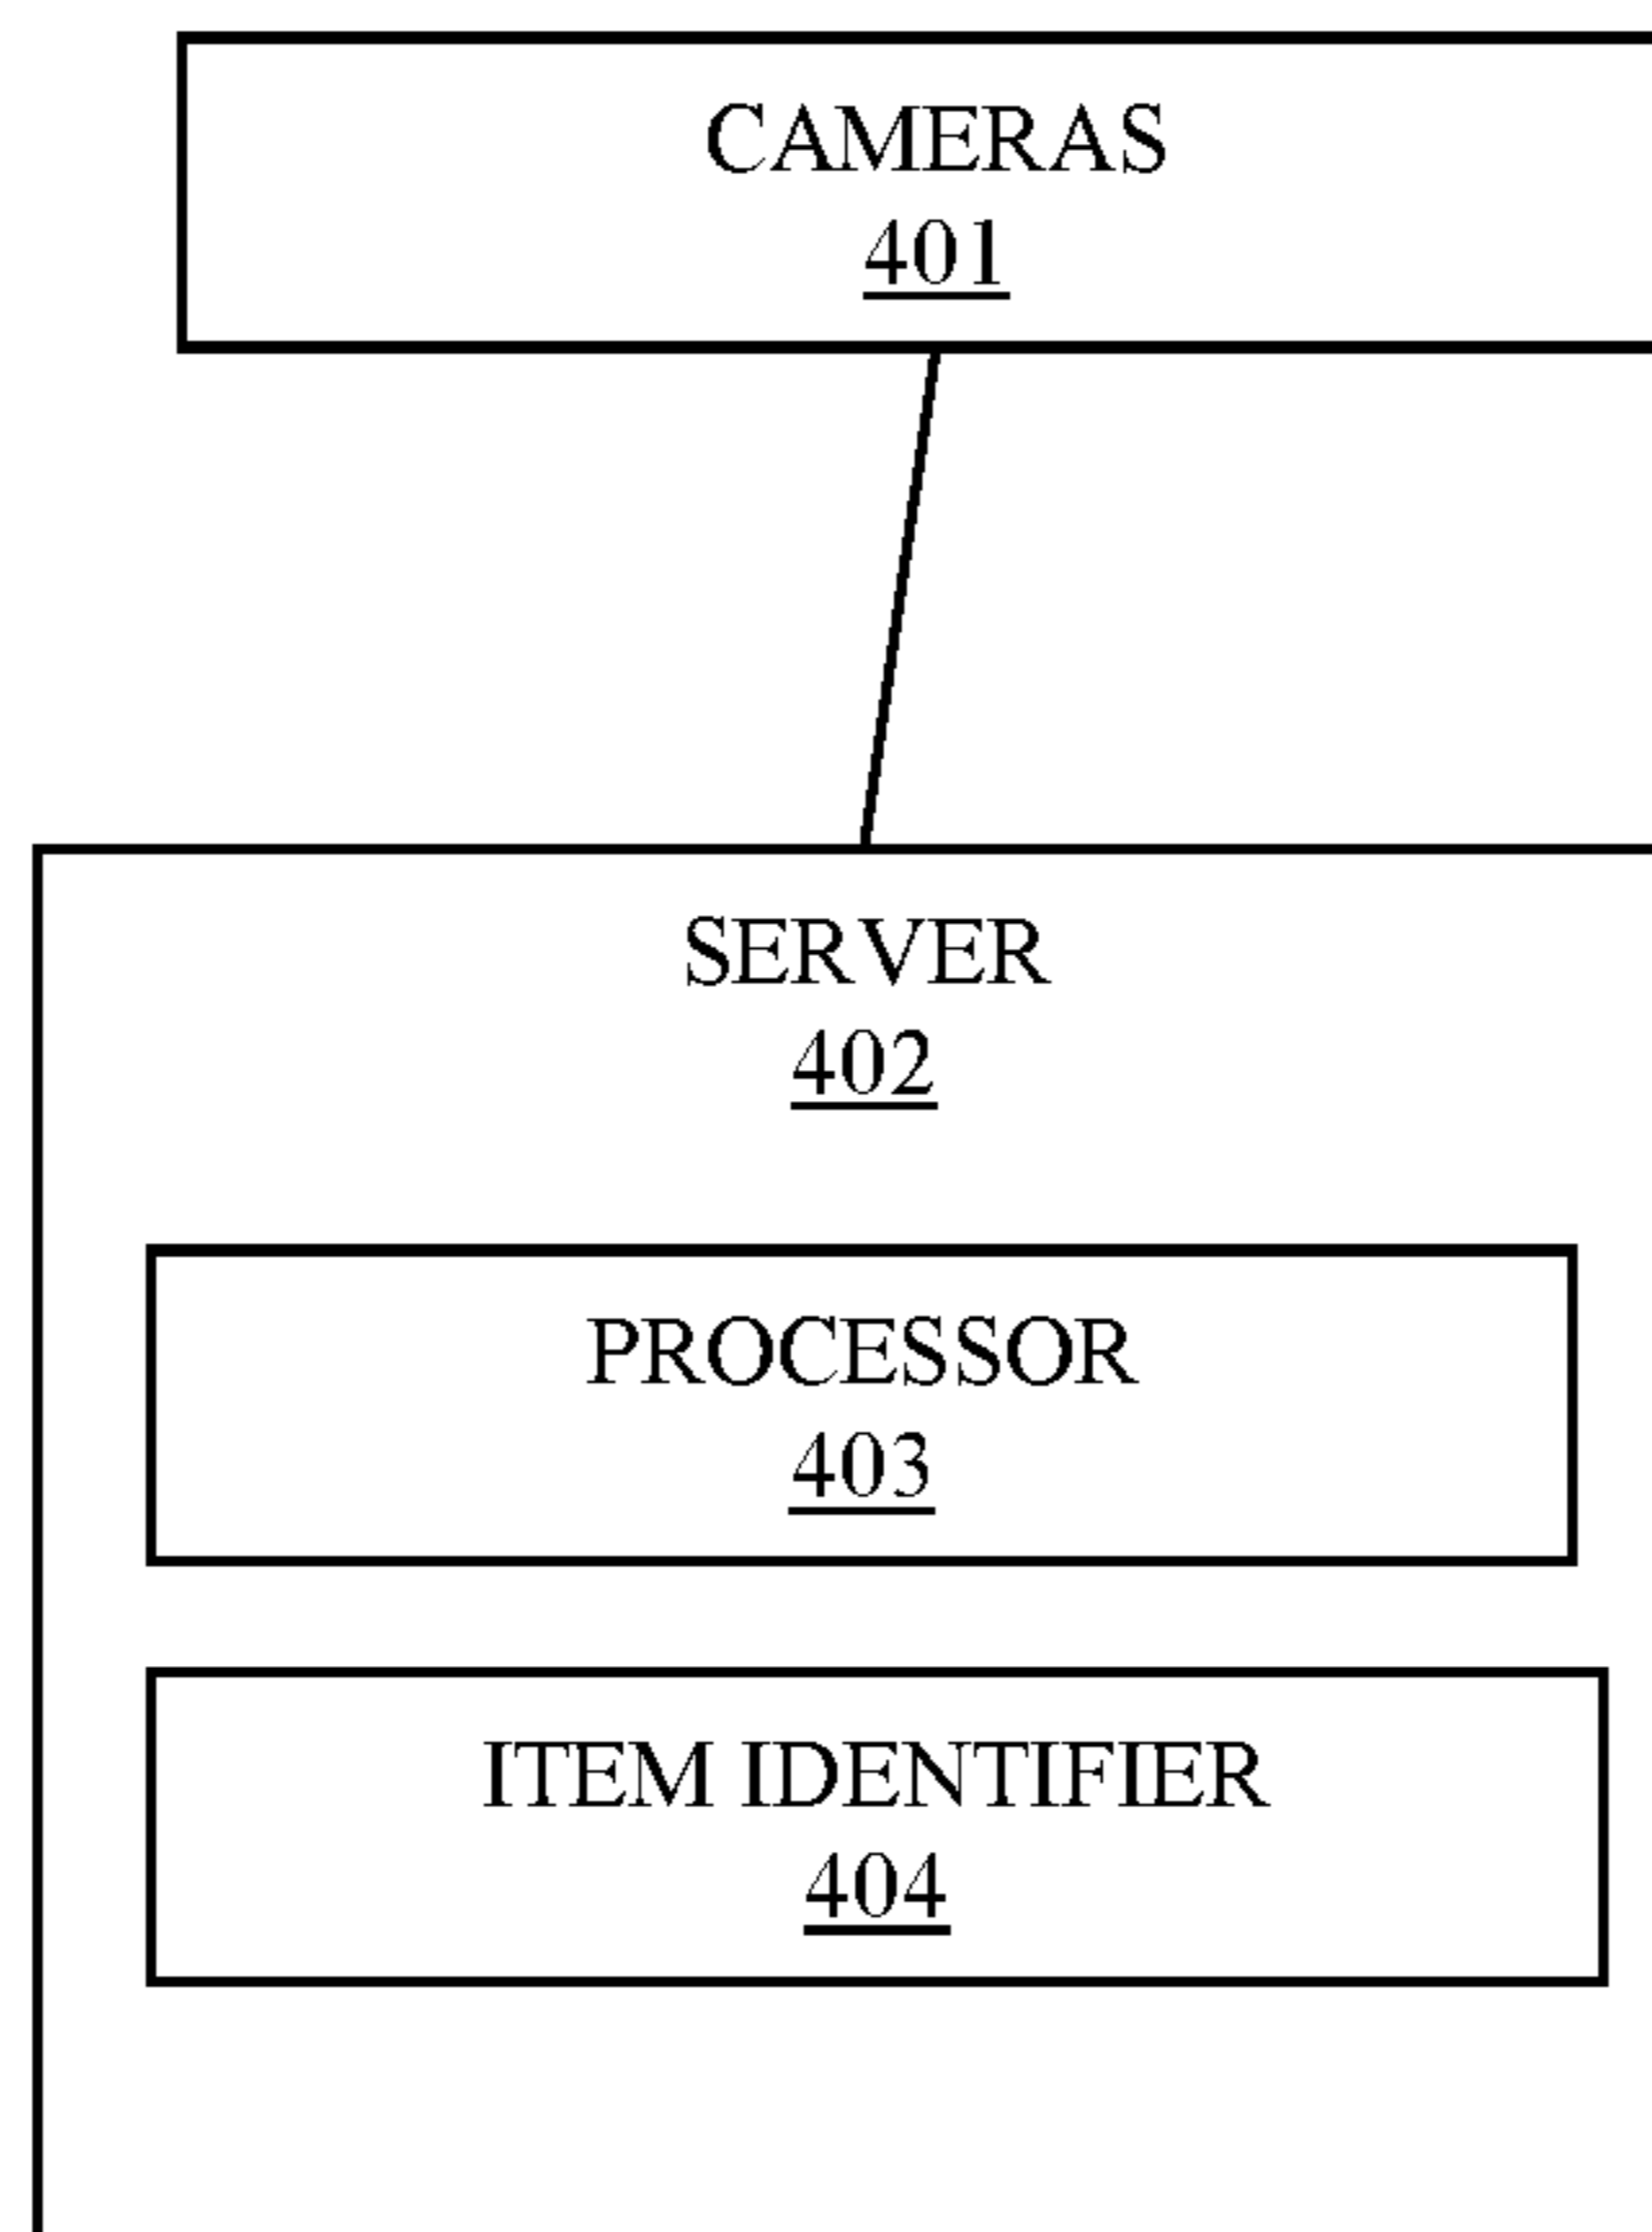 CAMERAS
401
SERVER
402
PROCESSOR
403
ITEM IDENTIFIER
404